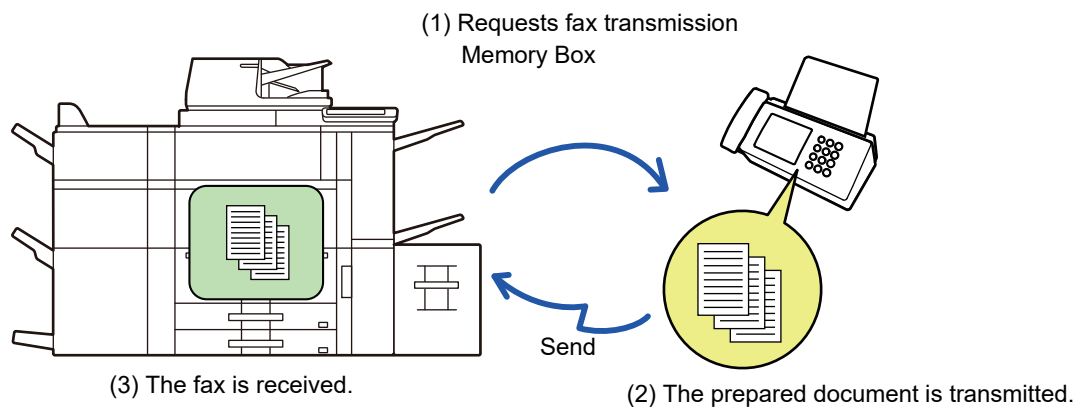 (1) Requests fax transmission
Memory Box
Send
(3) The fax is received.
(2) The prepared document is transmitted.